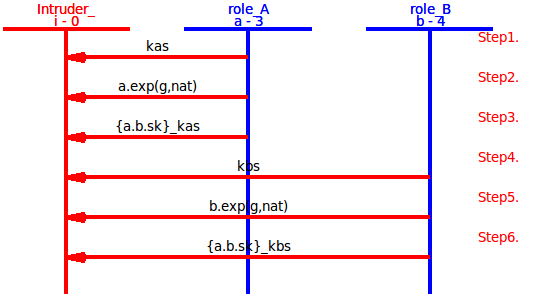 Intruder_ role_A role_B
i - 0 a - 3 b - 4
Step1.
kas
Step2.
a.exp(g,nat)
Step3.
{a.b.sk}_kas
Step4.
kbs
Step5.
b.exp(g,nat)
Step6.
{a.b.sk}_kbs